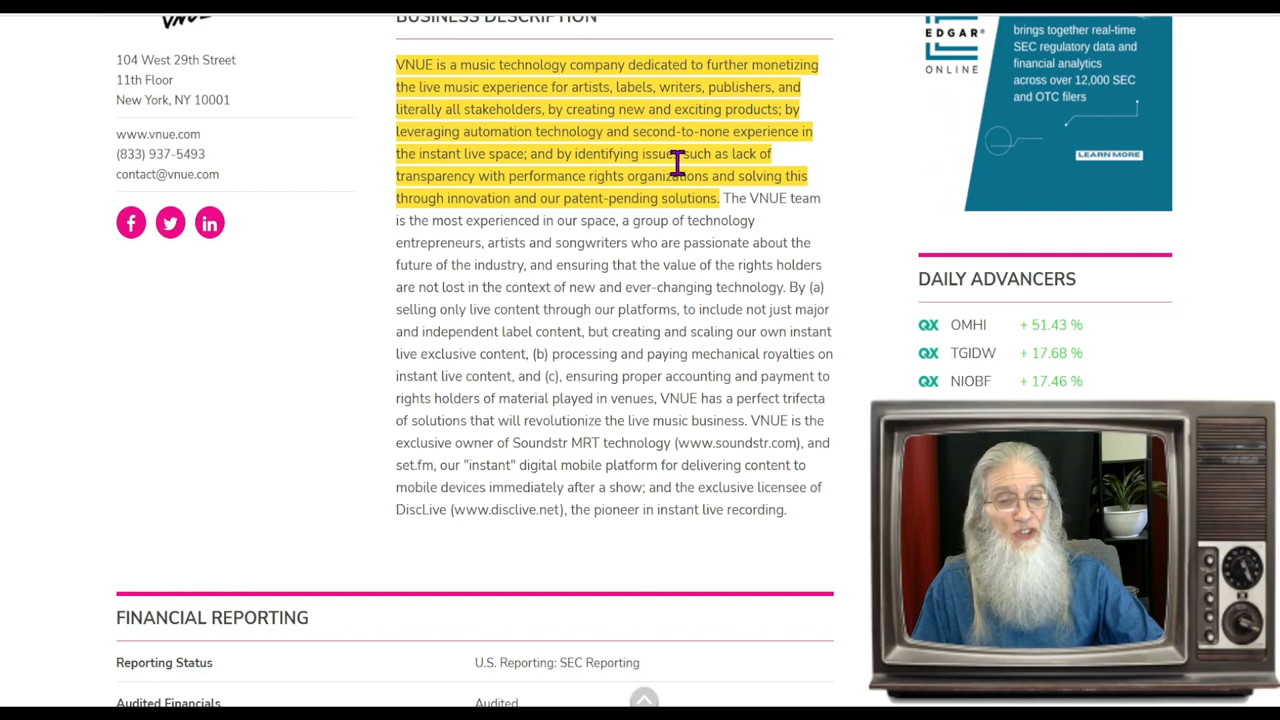 VNUE
BUSINESS DESCRIPTION
104 West 29th Street
11th Floor
New York, NY 10001
www.vnue.com
(833) 937-5493
contact@vnue.com
VNUE is a music technology company dedicated to further monetizing
the live music experience for artists, labels, writers, publishers, and
literally all stakeholders, by creating new and exciting products; by
leveraging automation technology and second-to-none experience in
the instant live space; and by identifying issues such as lack of
transparency with performance rights organizations and solving this
through innovation and our patent-pending solutions. The VNUE team
is the most experienced in our space, a group of technology
entrepreneurs, artists and songwriters who are passionate about the
future of the industry, and ensuring that the value of the rights holders
are not lost in the context of new and ever-changing technology. By (a)
selling only live content through our platforms, to include not just major
and independent label content, but creating and scaling our own instant
live exclusive content, (b) processing and paying mechanical royalties on
instant live content, and (c), ensuring proper accounting and payment to
rights holders of material played in venues, VNUE has a perfect trifecta
of solutions that will revolutionize the live music business. VNUE is the
exclusive owner of Soundstr MRT technology (www.soundstr.com), and
set.fm, our "instant" digital mobile platform for delivering content to
mobile devices immediately after a show; and the exclusive licensee of
DiscLive (www.disclive.net), the pioneer in instant live recording.
EDGAR®
ONLINE
brings together real-time
SEC regulatory data and
financial analytics
across over 12,000 SEC
and OTC filers
LEARN MORE
DAILY ADVANCERS
QX OMHI + 51.43 %
QX TGIDW + 17.68 %
QX NIOBF + 17.46 %
FINANCIAL REPORTING
Reporting Status U.S. Reporting: SEC Reporting
Audited Financials Audited